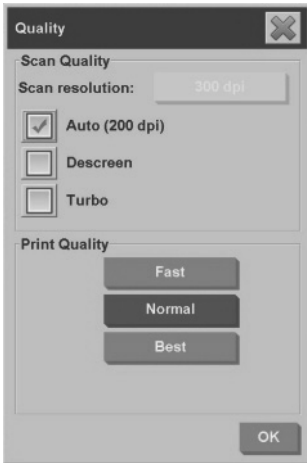 Quality
Scan Quality
Scan resolution: 300 dpi
Auto (200 dpi)
Descreen
Turbo
Print Quality
Fast
Normal
Best
OK